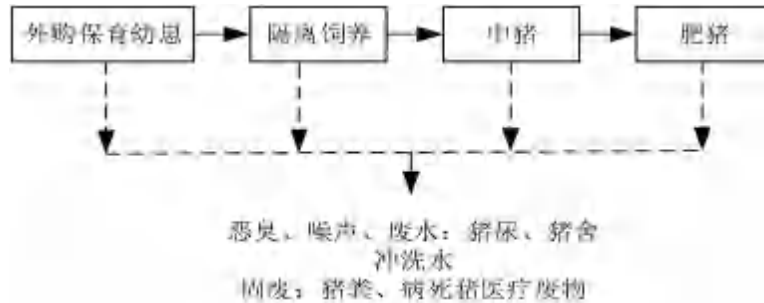 外购保育幼崽
隔离饲养
中猪
肥猪
恶臭、噪声、废水：猪尿、猪舍
冲洗水
固废：猪粪、病死猪医疗废物